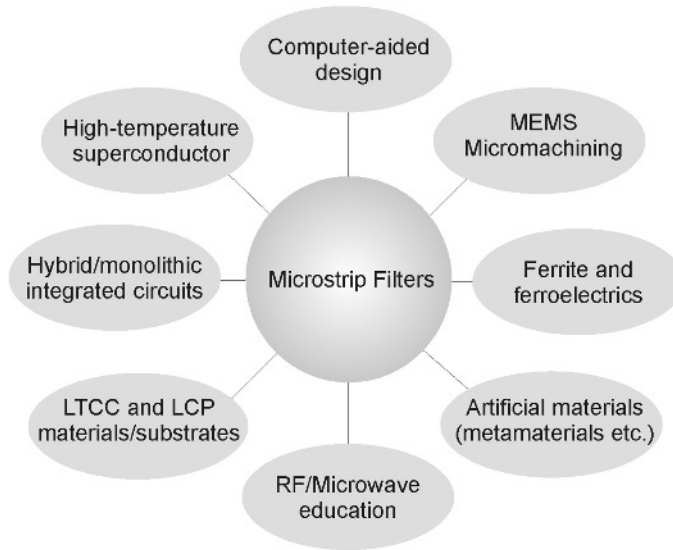 Computer-aided
design
High-temperature
superconductor
MEMS
Micromachining
Hybrid/monolithic
integrated circuits
Microstrip Filters
Ferrite and
ferroelectrics
LTCC and LCP
materials/substrates
Artificial materials
(metamaterials etc.)
RF/Microwave
education